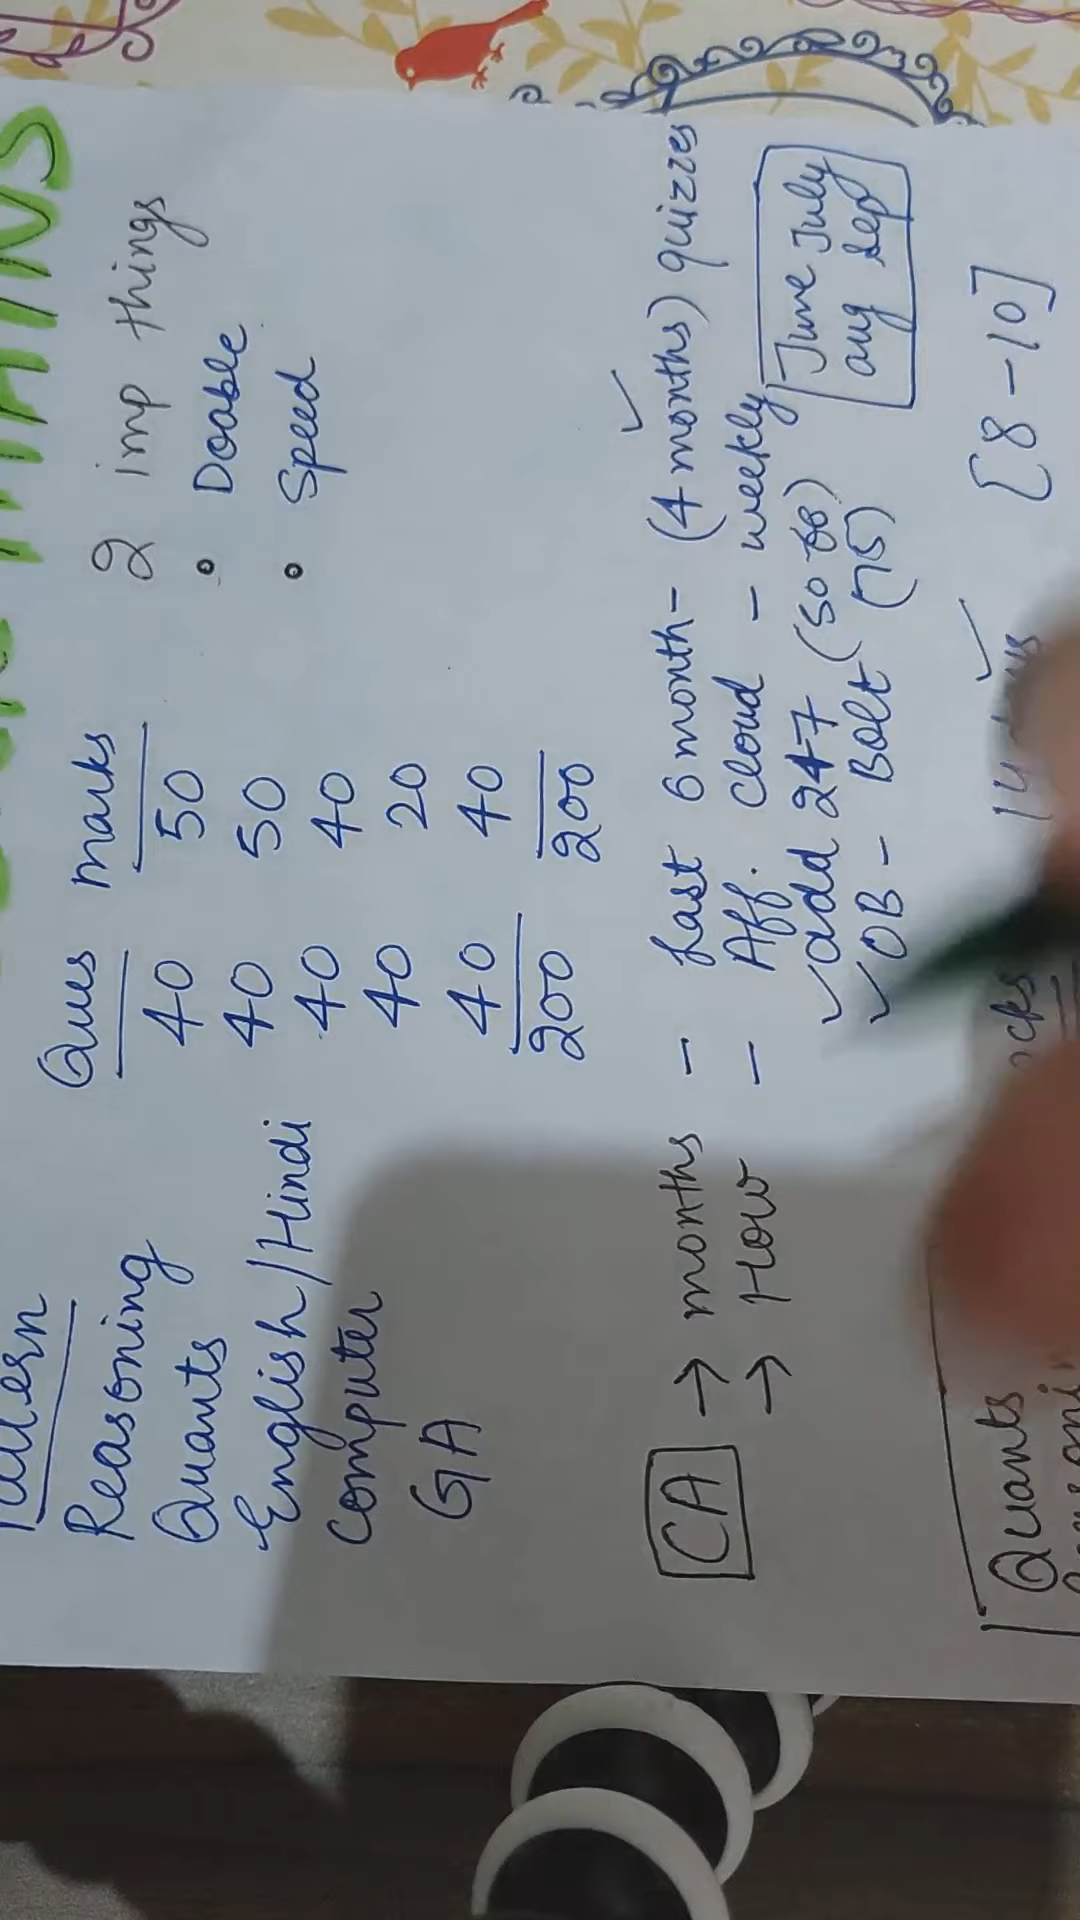 MAINS
Pattern Ques marks 2 imp things
Reasoning 40 50 • Doable
Quants 40 50 • Speed
English/Hindi 40 40
Computer 40 20
GA 40 40
200 200
CA → months - Last 6 month- (4 months) quizzes
→ How - Aff. cloud - weekly
add 247 (50
OB - Bolt (75)
June July
aug sep
Quants [8-10]